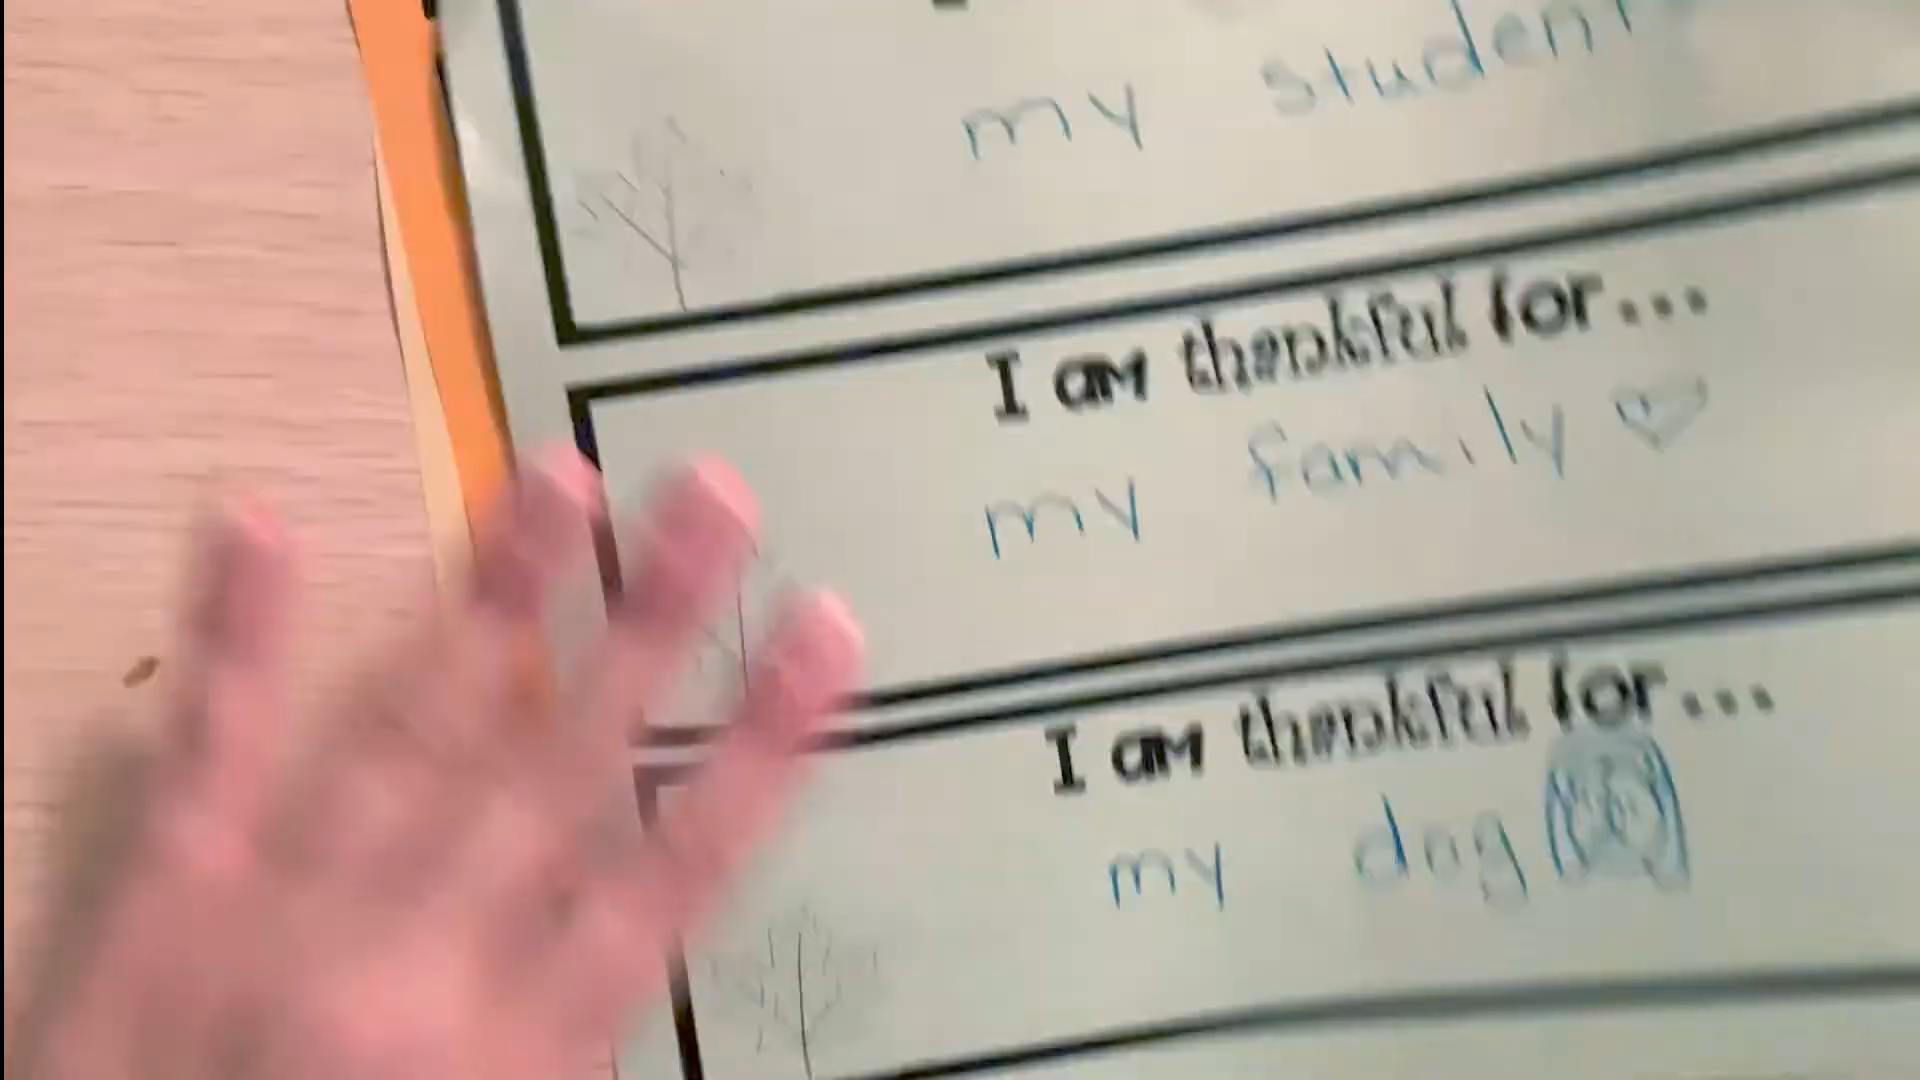 my student
I am thankful for...
my family
I am thankful for...
my dog